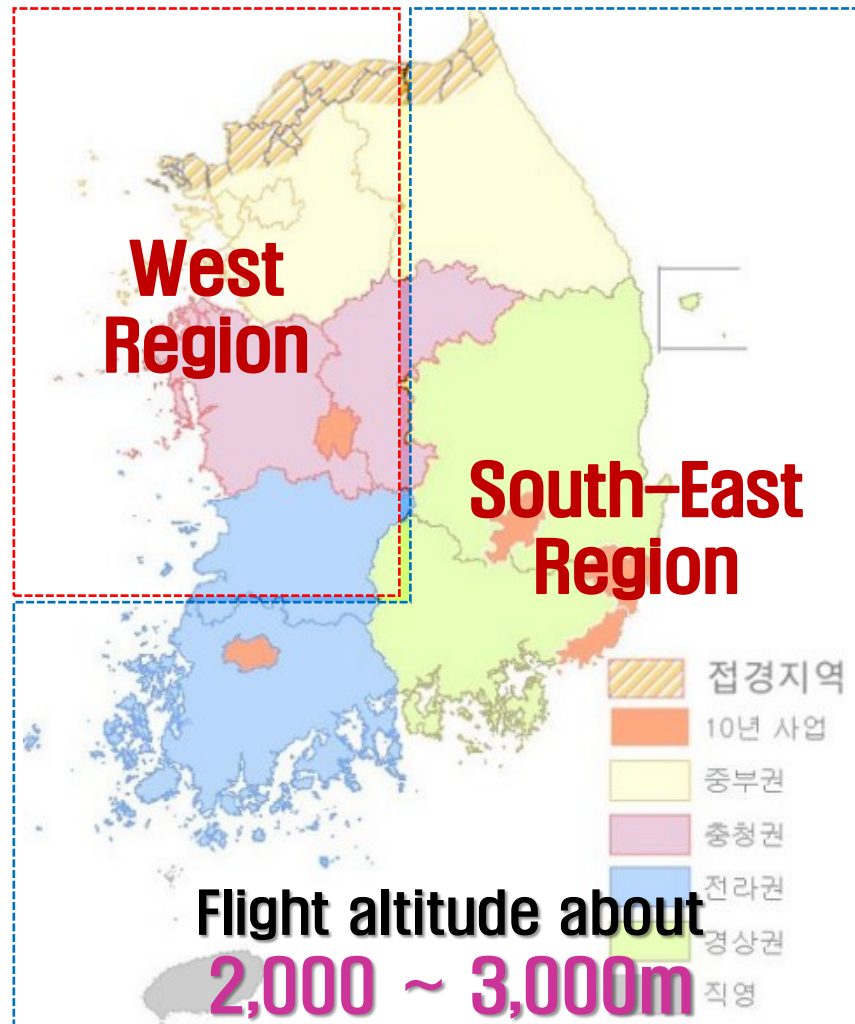 West
Region
South-East
Region
접경지역
10년 사업
중부권
충청권
전라권
경상권
직영
Flight altitude about
2,000 ~ 3,000m